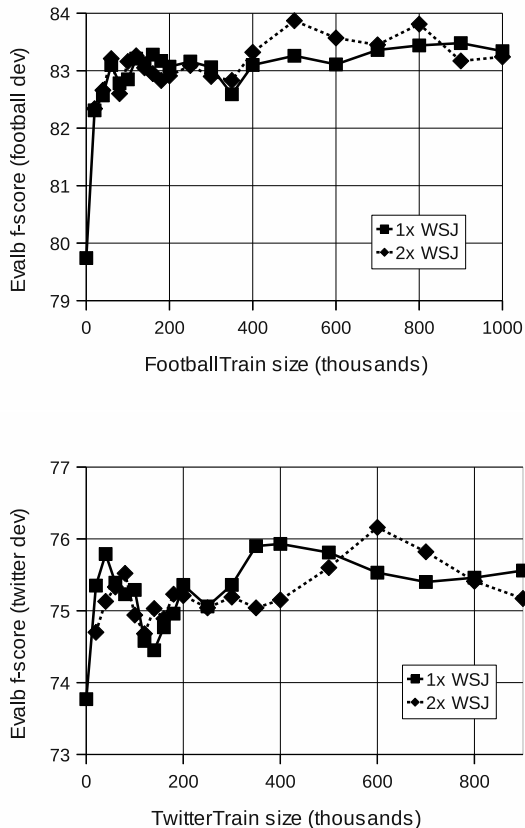 84
83
82
81
80
79
Evalb f-score (football dev)
1x WSJ
2x WSJ
0 200 400 600 800 1000
FootballTrain size (thousands)
77
76
75
74
73
Evalb f-score (twitter dev)
1x WSJ
2x WSJ
0 200 400 600 800
TwitterTrain size (thousands)